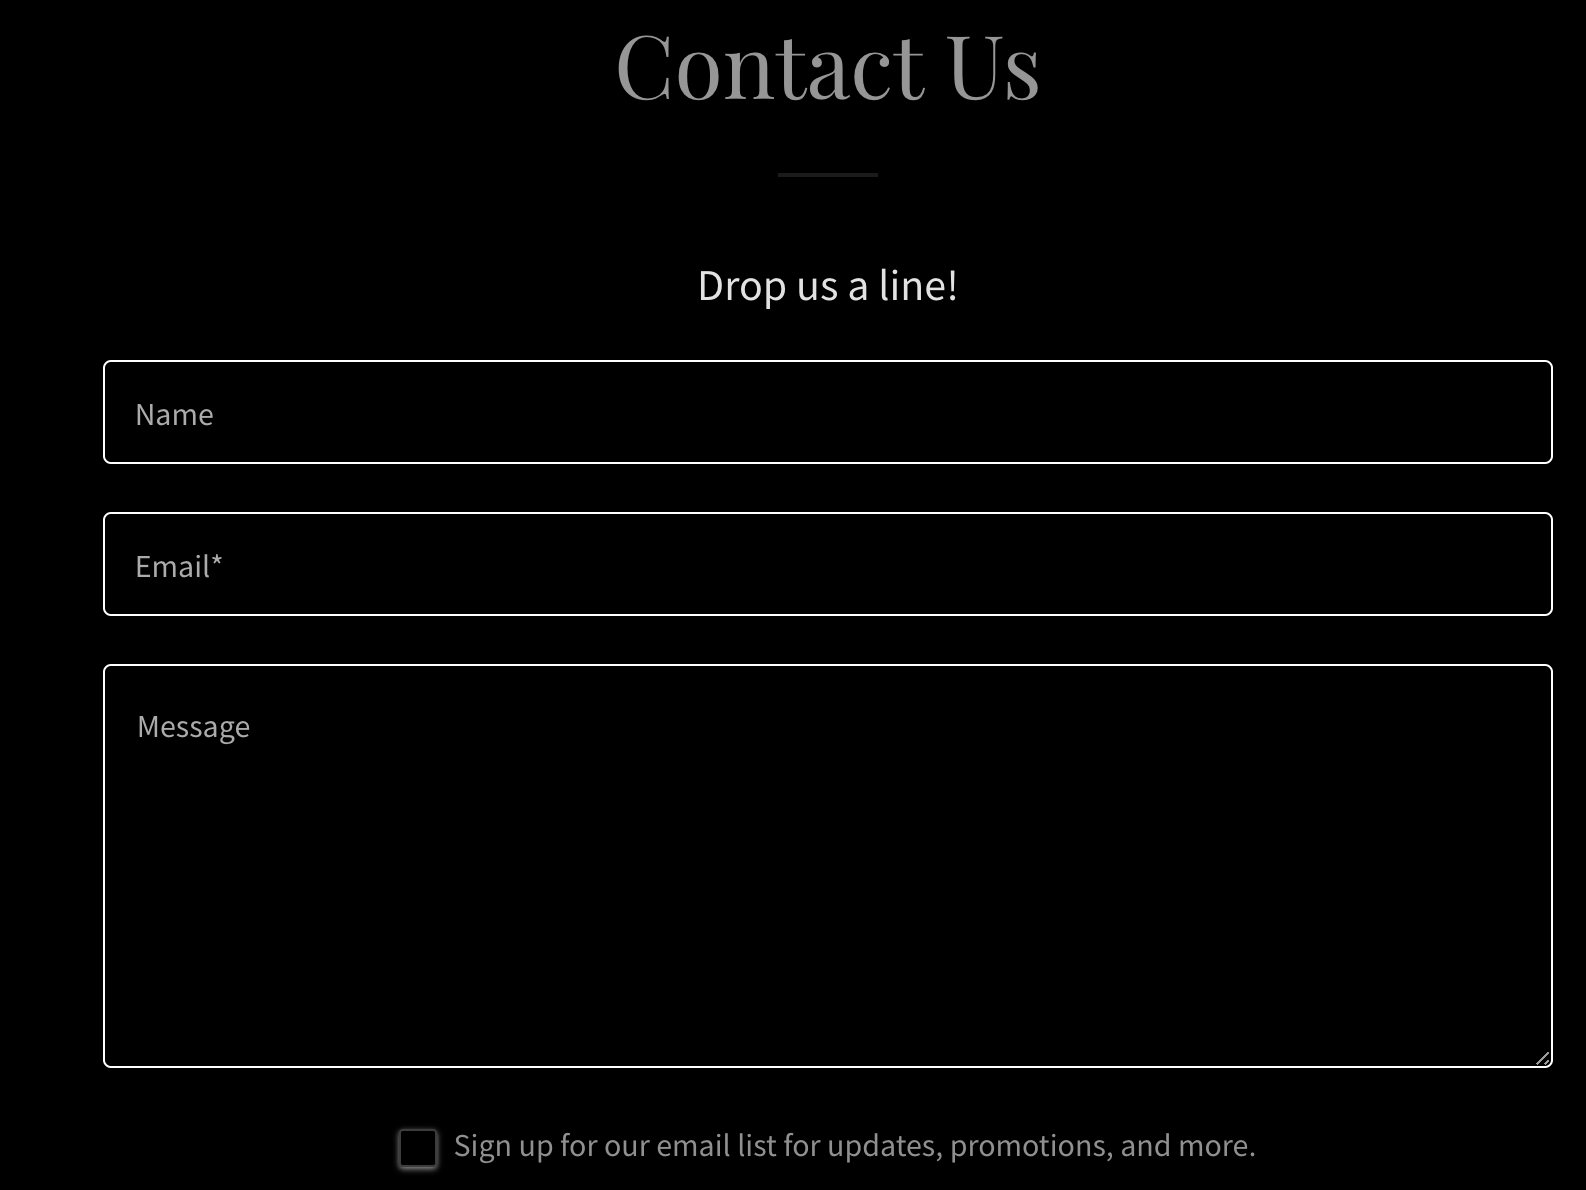 Contact Us
Drop us a line!
Name
Email*
Message
Sign up for our email list for updates, promotions, and more.